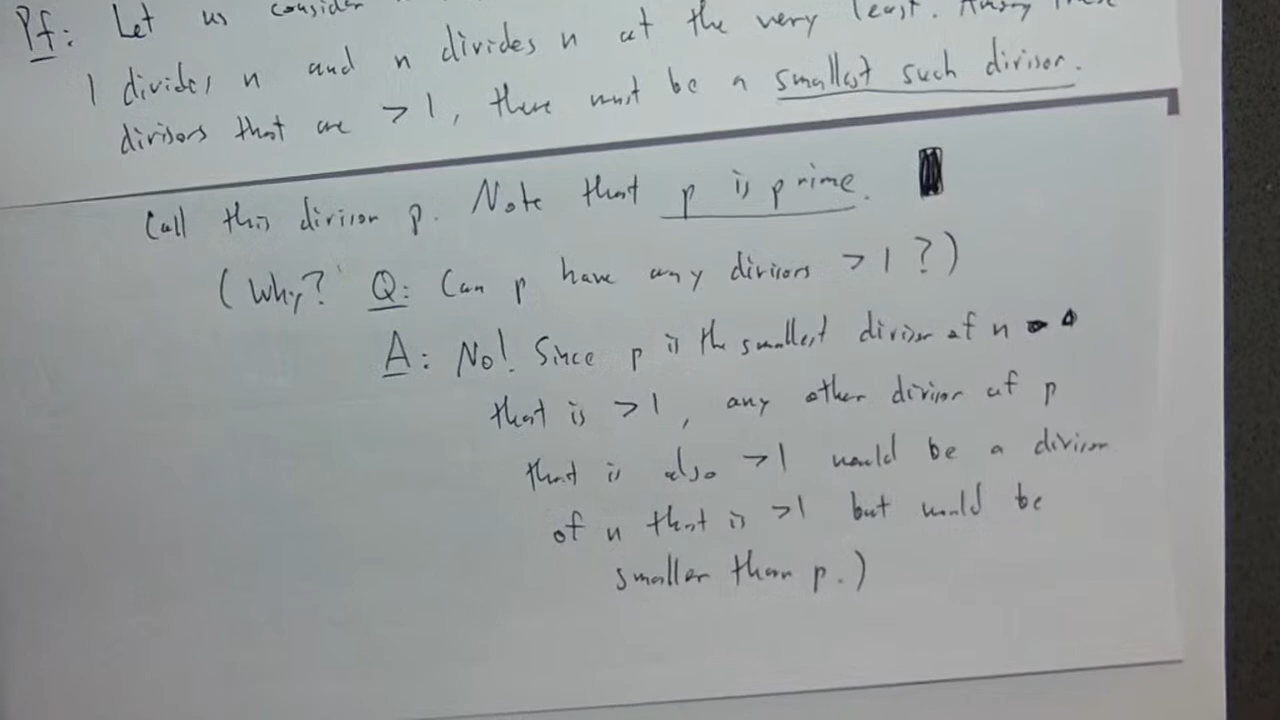 Pf: Let us consider
1 divides n and n divides n at the very least. Among these
divisors that are > 1, there must be a smallest such divisor.
Call this divisor p. Note that p is prime.
(Why? Q: Can p have any divisors > 1?)
A: No! Since p is the smallest divisor of n
that is > 1, any other divisor of p
that is also > 1 would be a divisor
of n that is > 1 but would be
smaller than p.)